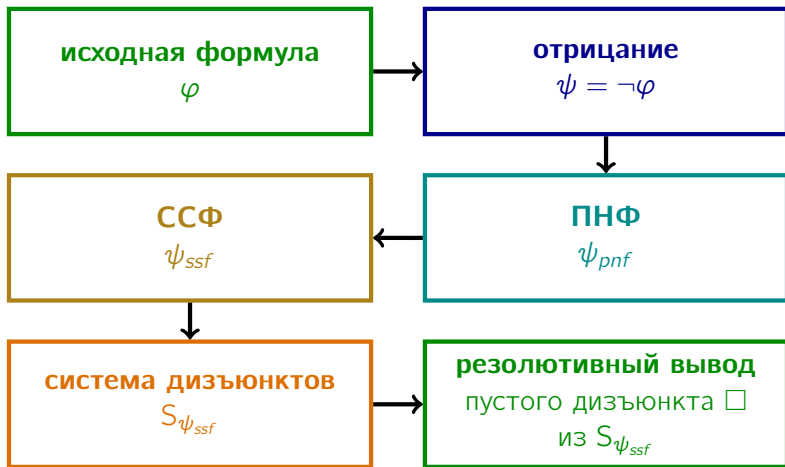 исходная формула
φ
отрицание
ψ = ¬φ
ПНФ
ψ_pnf
ССФ
ψ_ssf
система дизъюнктов
S_ψ_ssf
резолютивный вывод
пустого дизъюнкта □
из S_ψ_ssf